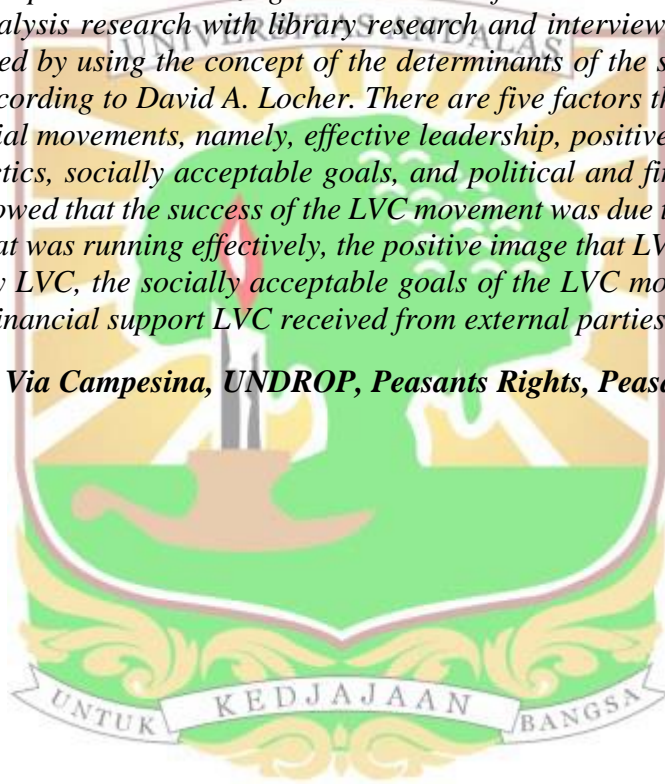 alysis research with library research and interview
UNIVERSITAS ANDALAS
ed by using the concept of the determinants of the s
cording to David A. Locher. There are five factors th
ial movements, namely, effective leadership, positive
ctics, socially acceptable goals, and political and fin
owed that the success of the LVC movement was due t
at was running effectively, the positive image that LV
y LVC, the socially acceptable goals of the LVC mo
inancial support LVC received from external parties
Via Campesina, UNDROP, Peasants Rights, Peasa
UNTUK KEDJAJAAN BANGSA